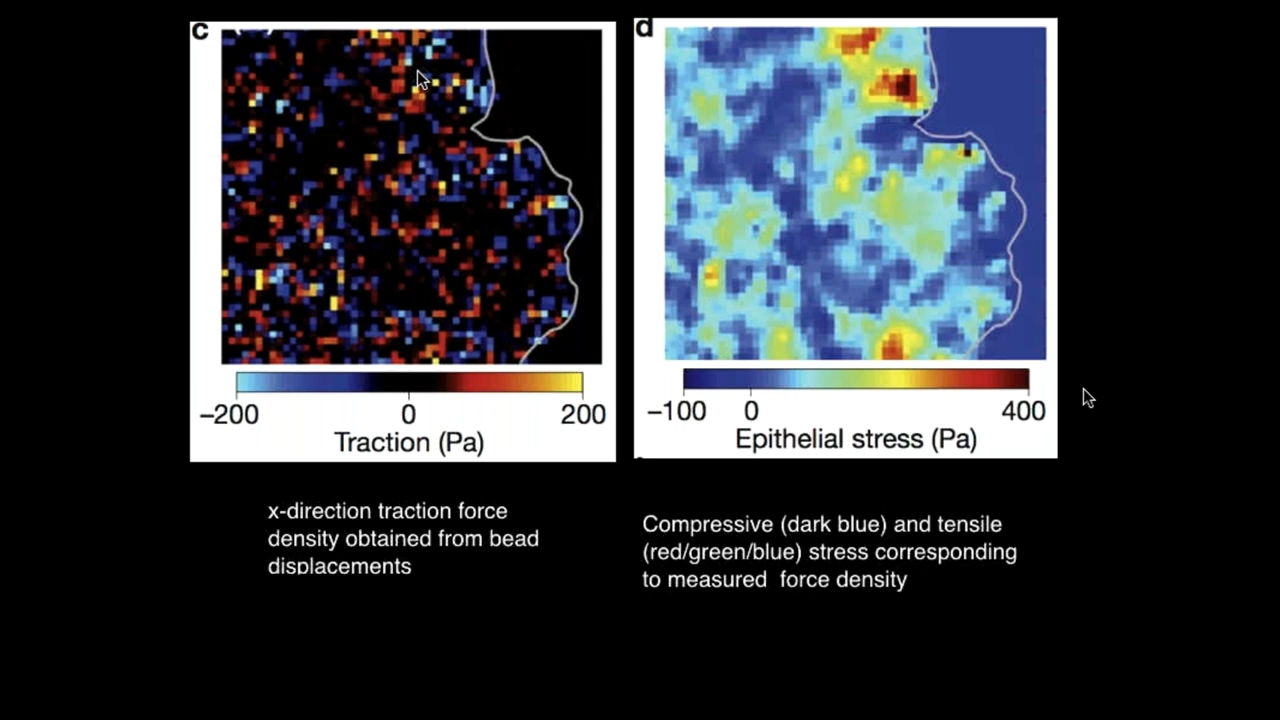 c
d
−200 0 200
Traction (Pa)
−100 0 400
Epithelial stress (Pa)
x-direction traction force
density obtained from bead
displacements
Compressive (dark blue) and tensile
(red/green/blue) stress corresponding
to measured force density